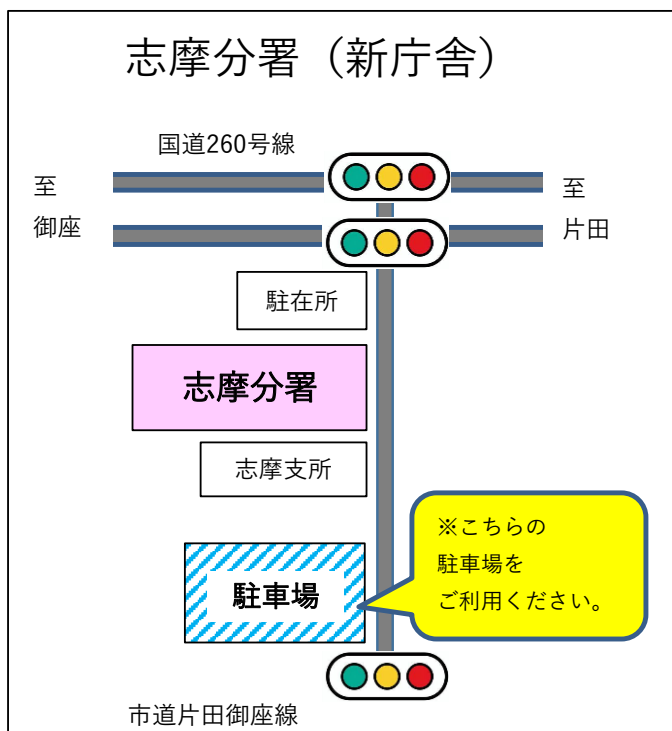 志摩分署（新庁舎）
国道260号線
至
御座
至
片田
駐在所
志摩分署
志摩支所
※こちらの
駐車場を
ご利用ください。
駐車場
市道片田御座線